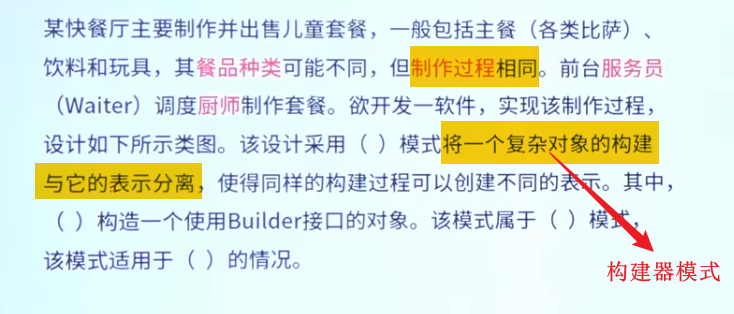 某快餐厅主要制作并出售儿童套餐，一般包括主餐（各类比萨）、
饮料和玩具，其餐品种类可能不同，但制作过程相同。前台服务员
（Waiter）调度厨师制作套餐。欲开发一软件，实现该制作过程，
设计如下所示类图。该设计采用（ ）模式将一个复杂对象的构建
与它的表示分离，使得同样的构建过程可以创建不同的表示。其中，
（ ）构造一个使用Builder接口的对象。该模式属于（ ）模式，
该模式适用于（ ）的情况。
构建器模式